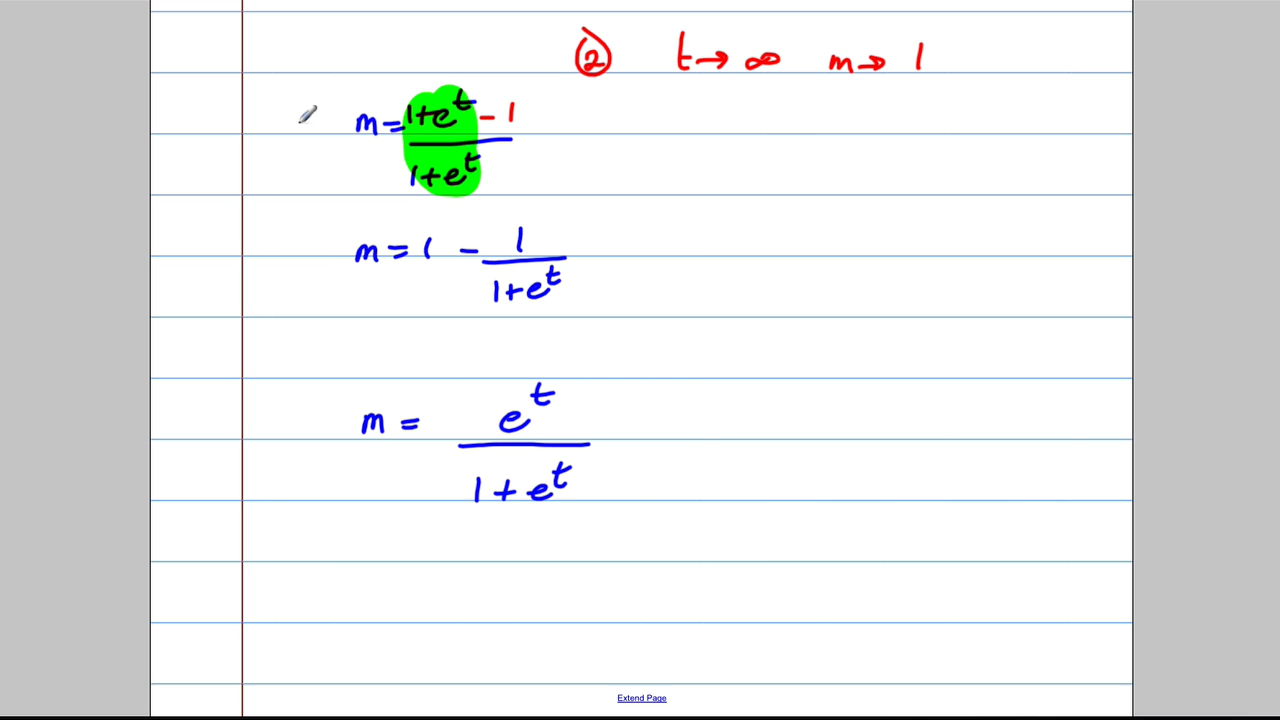 ② t → ∞ m → 1
m = (1+e^t - 1)/(1+e^t)
m = 1 - 1/(1+e^t)
m = e^t/(1+e^t)
Extend Page